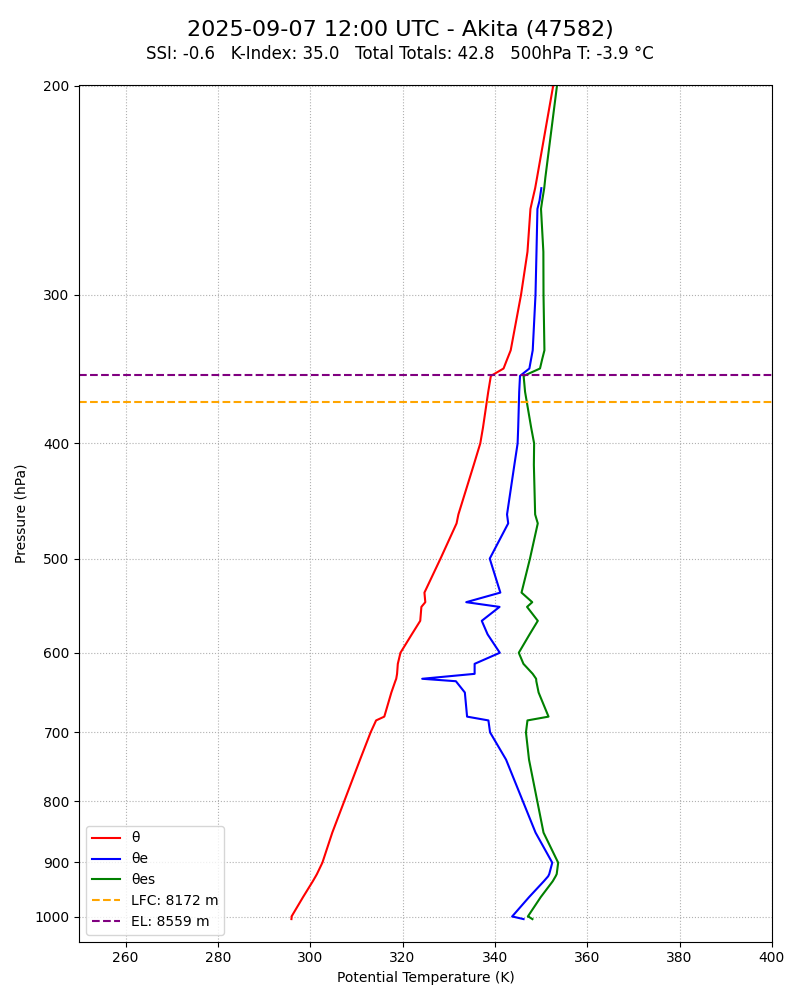 2025-09-07 12:00 UTC - Akita (47582)
SSI: -0.6   K-Index: 35.0   Total Totals: 42.8   500hPa T: -3.9 °C
200
300
400
500
600
700
800
900
1000
Pressure (hPa)
θ
θe
θes
LFC: 8172 m
EL: 8559 m
260
280
300
320
340
360
380
400
Potential Temperature (K)